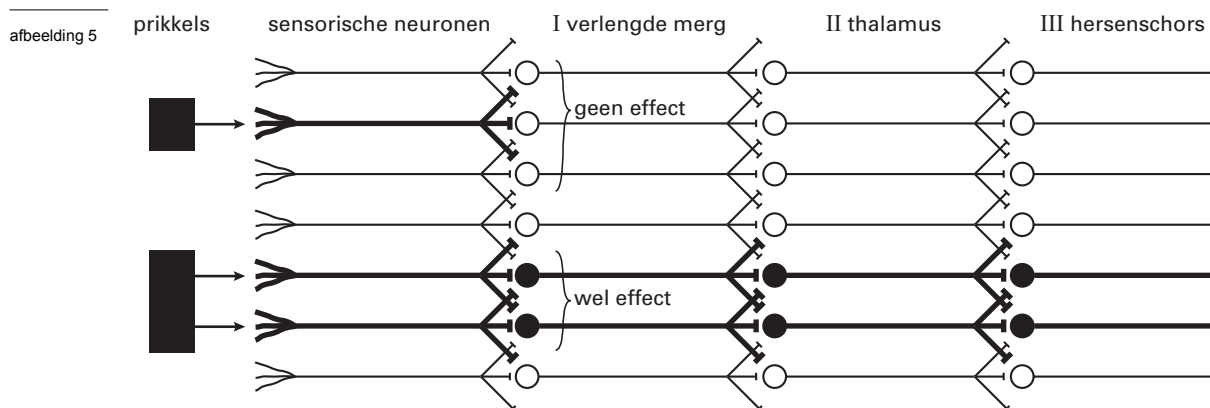 afbeelding 5
prikkels sensorische neuronen I verlengde merg II thalamus III hersenschors
geen effect
wel effect